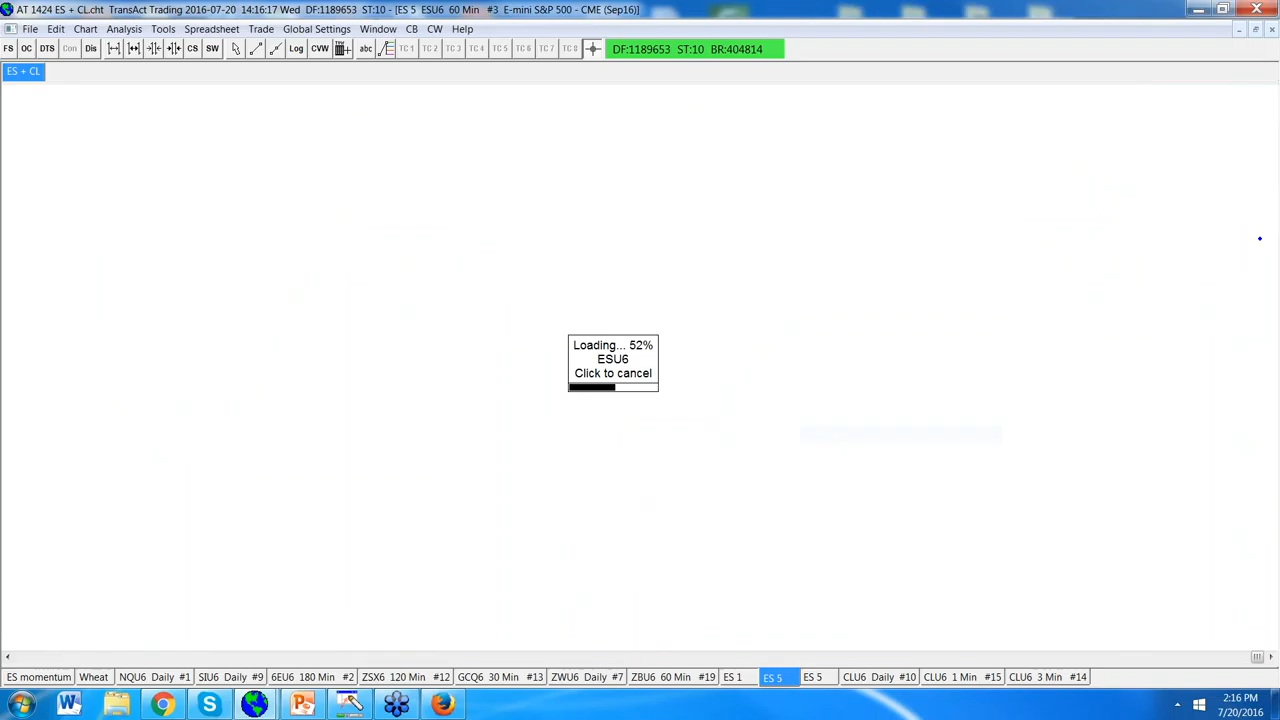 AT 1424 ES + CL.cht TransAct Trading 2016-07-20 14:16:17 Wed DF:1189653 ST:10 - [ES 5 ESU6 60 Min #3 E-mini S&P 500 - CME (Sep16)]
File Edit Chart Analysis Tools Spreadsheet Trade Global Settings Window CB CW Help
FS OC DTS Con Dis CS SW Log CVW abc TC 1 TC 2 TC 3 TC 4 TC 5 TC 6 TC 7 TC 8 DF:1189653 ST:10 BR:404814
ES + CL
Loading... 52%
ESU6
Click to cancel
ES momentum Wheat NQU6 Daily #1 SIU6 Daily #9 6EU6 180 Min #2 ZSX6 120 Min #12 GCQ6 30 Min #13 ZWU6 Daily #7 ZBU6 60 Min #19 ES 1 ES 5 ES 5 CLU6 Daily #10 CLU6 1 Min #15 CLU6 3 Min #14
2:16 PM
7/20/2016